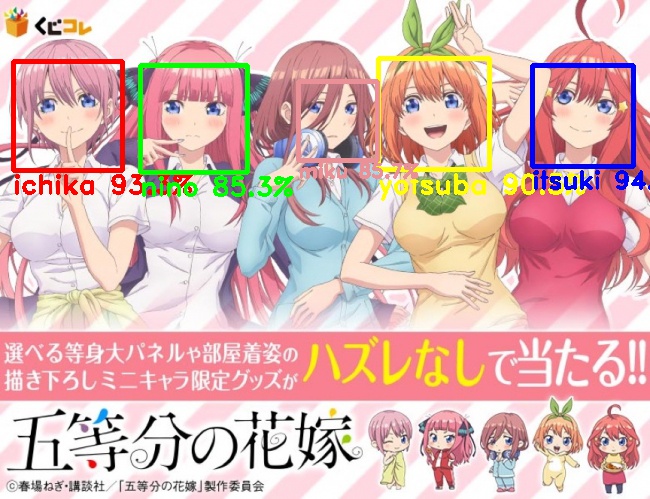 くじコレ
ichika 93
nino 85.3%
miku 85.7%
yotsuba 90.5%
itsuki 94.
選べる等身大パネルや部屋着姿の
描き下ろしミニキャラ限定グッズが
ハズレなしで当たる!!
五等分の花嫁
©春場ねぎ・講談社/「五等分の花嫁」製作委員会